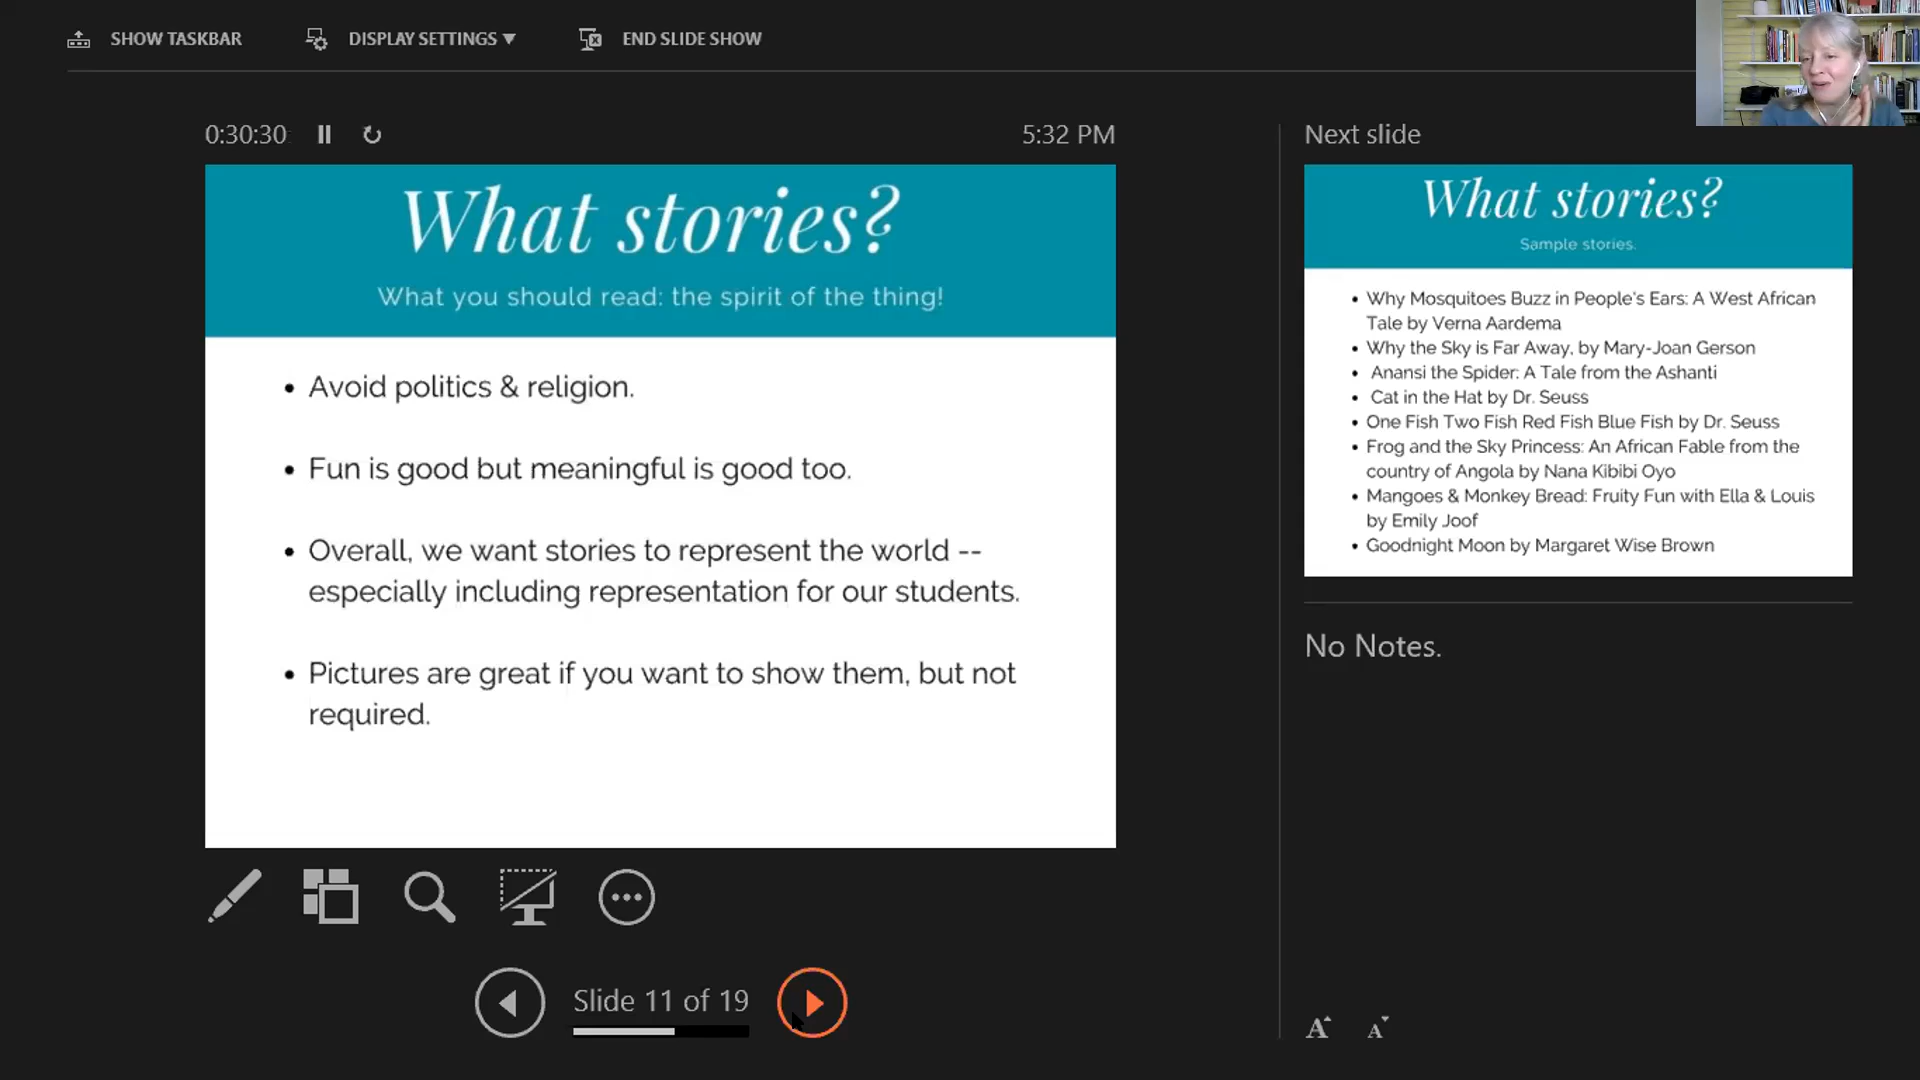 SHOW TASKBAR
DISPLAY SETTINGS
END SLIDE SHOW
0:30:30
5:32 PM
What stories?
What you should read: the spirit of the thing!
• Avoid politics & religion.
• Fun is good but meaningful is good too.
• Overall, we want stories to represent the world --
especially including representation for our students.
• Pictures are great if you want to show them, but not
required.
Slide 11 of 19
Next slide
What stories?
Sample stories.
• Why Mosquitoes Buzz in People's Ears: A West African
Tale by Verna Aardema
• Why the Sky is Far Away, by Mary-Joan Gerson
• Anansi the Spider: A Tale from the Ashanti
• Cat in the Hat by Dr. Seuss
• One Fish Two Fish Red Fish Blue Fish by Dr. Seuss
• Frog and the Sky Princess: An African Fable from the
country of Angola by Nana Kibibi Oyo
• Mangoes & Monkey Bread: Fruity Fun with Ella & Louis
by Emily Joof
• Goodnight Moon by Margaret Wise Brown
No Notes.
A A